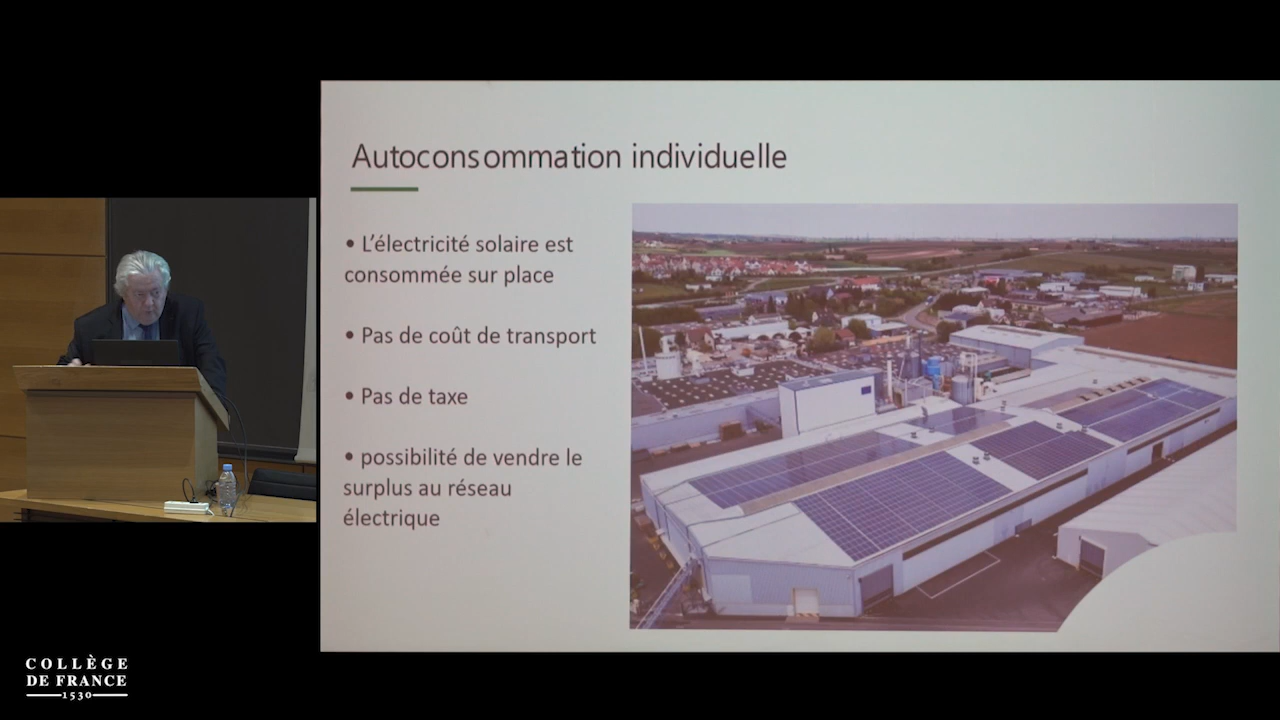 Autoconsommation individuelle
• L'électricité solaire est
consommée sur place
• Pas de coût de transport
• Pas de taxe
• possibilité de vendre le
surplus au réseau
électrique
COLLÈGE
DE FRANCE
1530